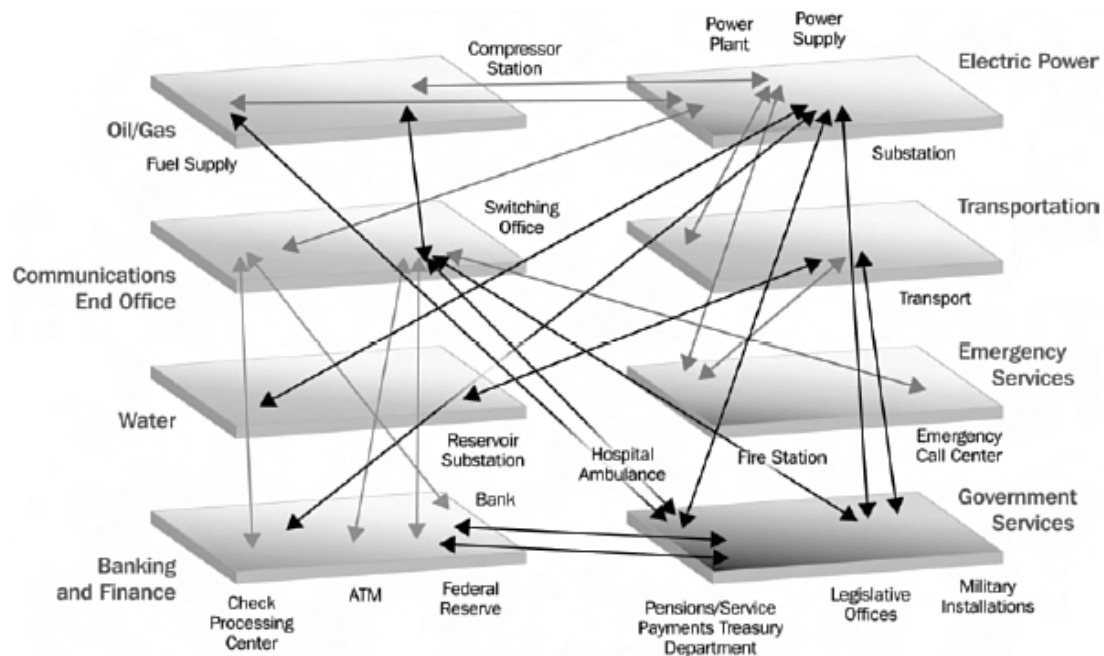 Compressor
Station
Power
Plant
Power
Supply
Electric Power
Oil/Gas
Fuel Supply
Substation
Switching
Office
Transportation
Communications
End Office
Transport
Water
Reservoir
Substation
Emergency
Services
Hospital
Ambulance
Fire Station
Emergency
Call Center
Bank
Government
Services
Banking
and Finance
Check
Processing
Center
ATM
Federal
Reserve
Pensions/Service
Payments Treasury
Department
Legislative
Offices
Military
Installations